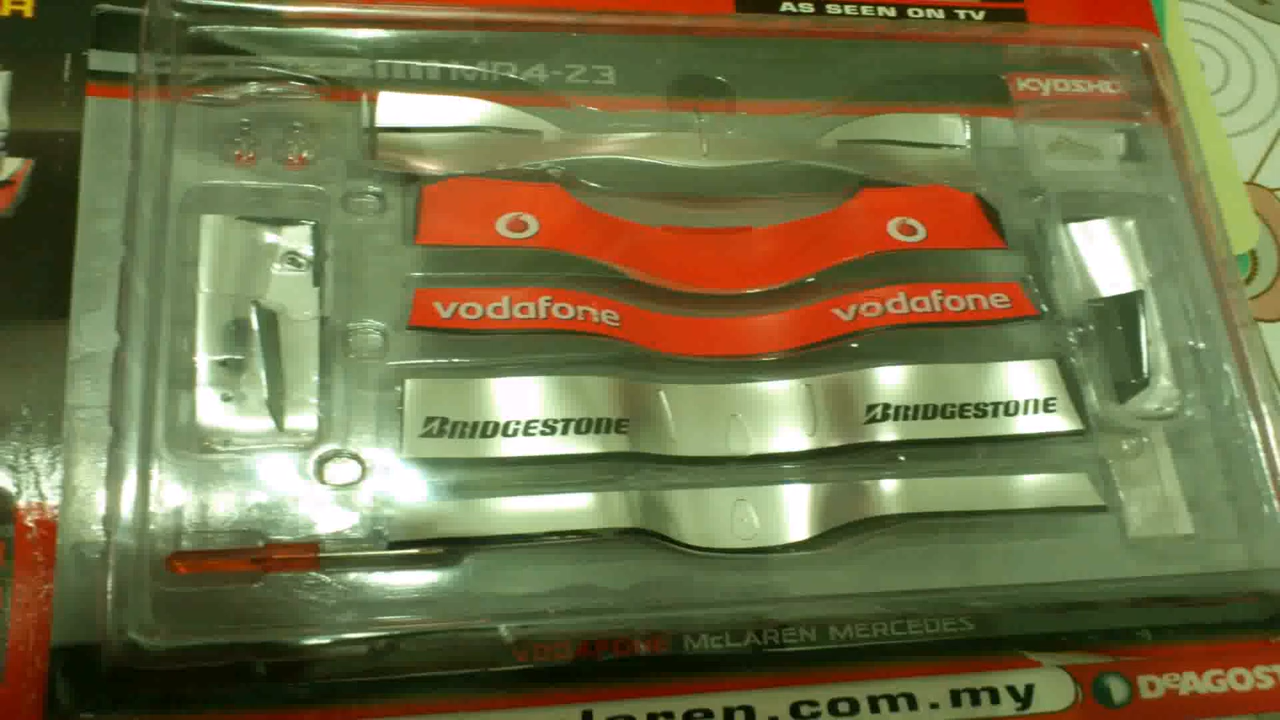 R
AS SEEN ON TV
MP4-23
KYOSHO
vodafone vodafone
BRIDGESTONE BRIDGESTONE
VODAFONE McLAREN MERCEDES
laren.com.my
DeAGOST